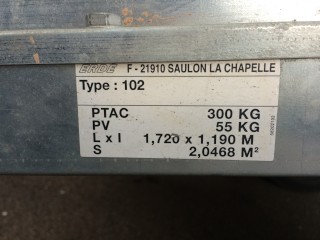 ERDE F - 21910 SAULON LA CHAPELLE
Type : 102
PTAC 300 KG
PV 55 KG
L x l 1,720 x 1,190 M
S 2,0468 M²